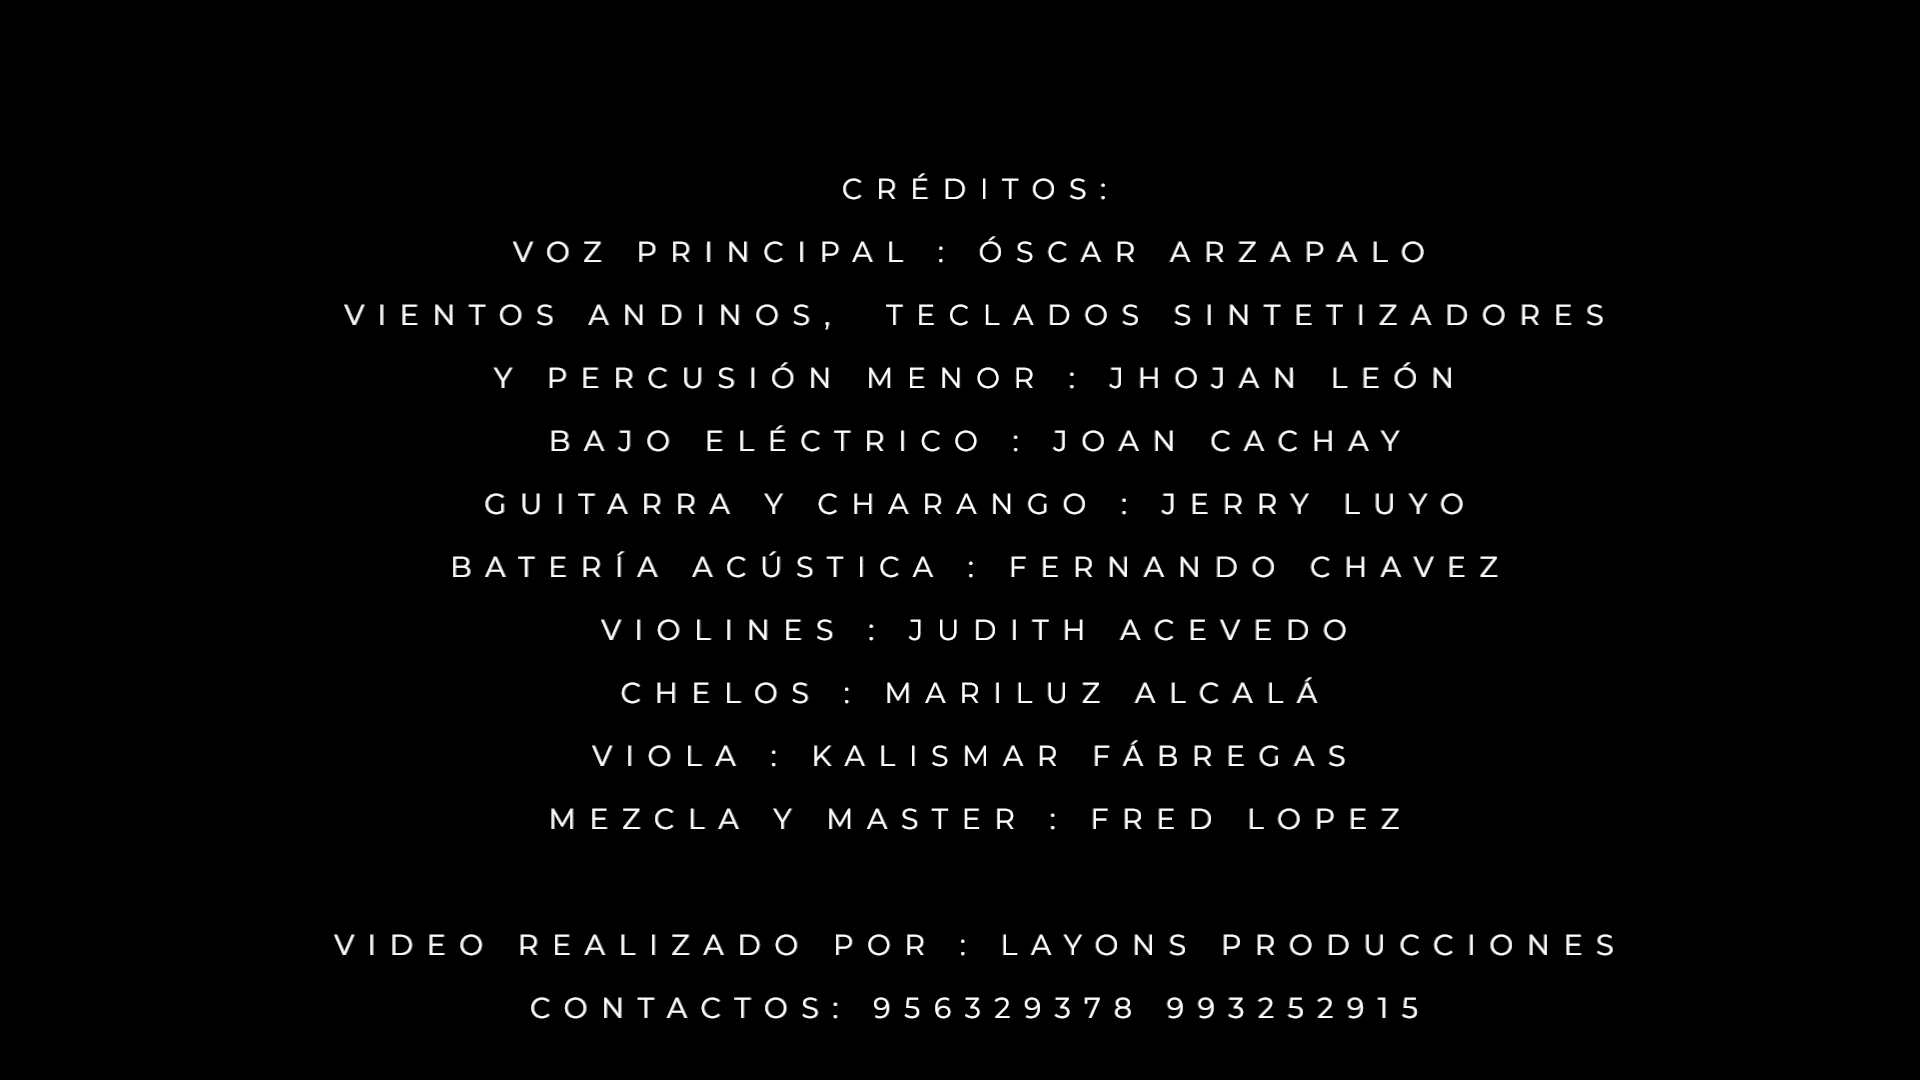 CRÉDITOS:
VOZ PRINCIPAL : ÓSCAR ARZAPALO
VIENTOS ANDINOS, TECLADOS SINTETIZADORES
Y PERCUSIÓN MENOR : JHOJAN LEÓN
BAJO ELÉCTRICO : JOAN CACHAY
GUITARRA Y CHARANGO : JERRY LUYO
BATERÍA ACÚSTICA : FERNANDO CHAVEZ
VIOLINES : JUDITH ACEVEDO
CHELOS : MARILUZ ALCALÁ
VIOLA : KALISMAR FÁBREGAS
MEZCLA Y MASTER : FRED LOPEZ
VIDEO REALIZADO POR : LAYONS PRODUCCIONES
CONTACTOS: 956329378 993252915